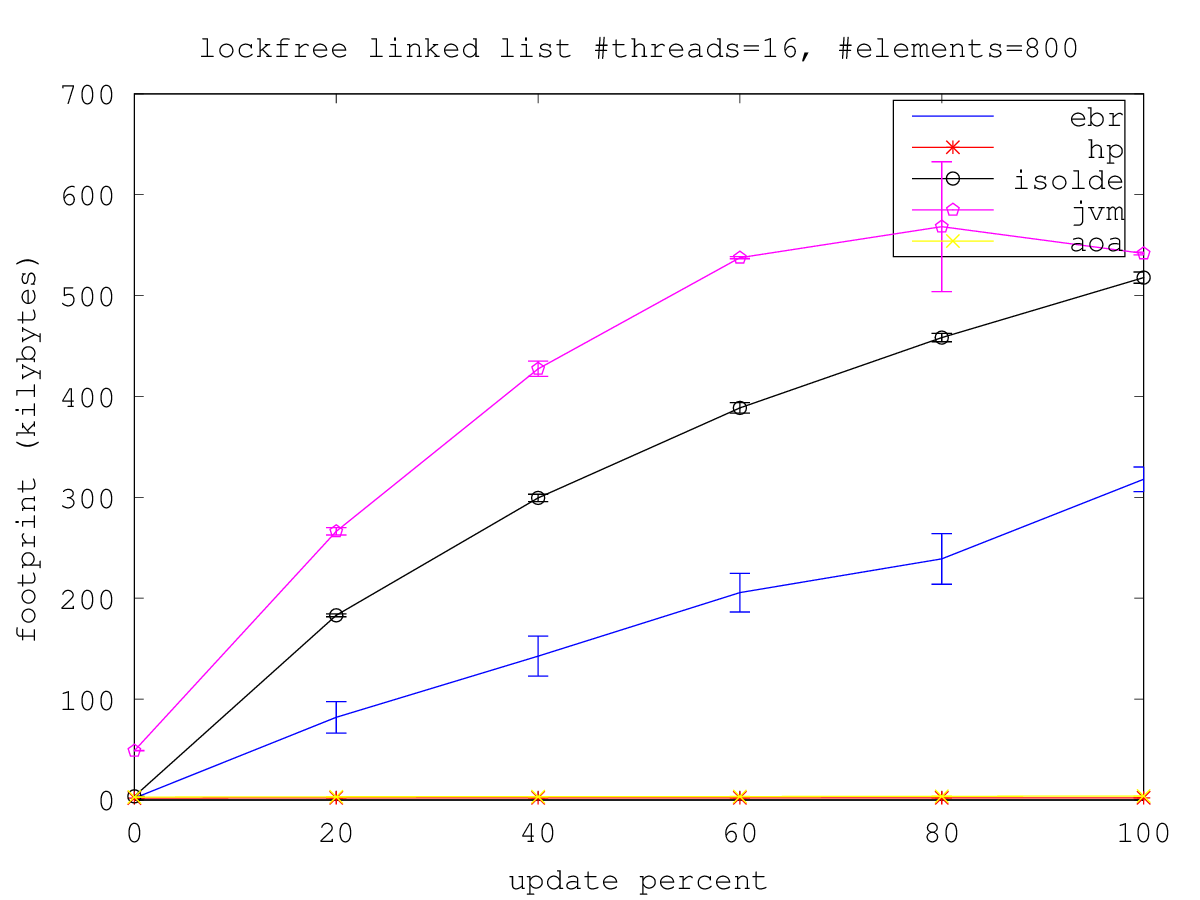 lockfree linked list #threads=16, #elements=800
700
600
500
400
300
200
100
0
footprint (kilybytes)
ebr
hp
isolde
jvm
aoa
0 20 40 60 80 100
update percent